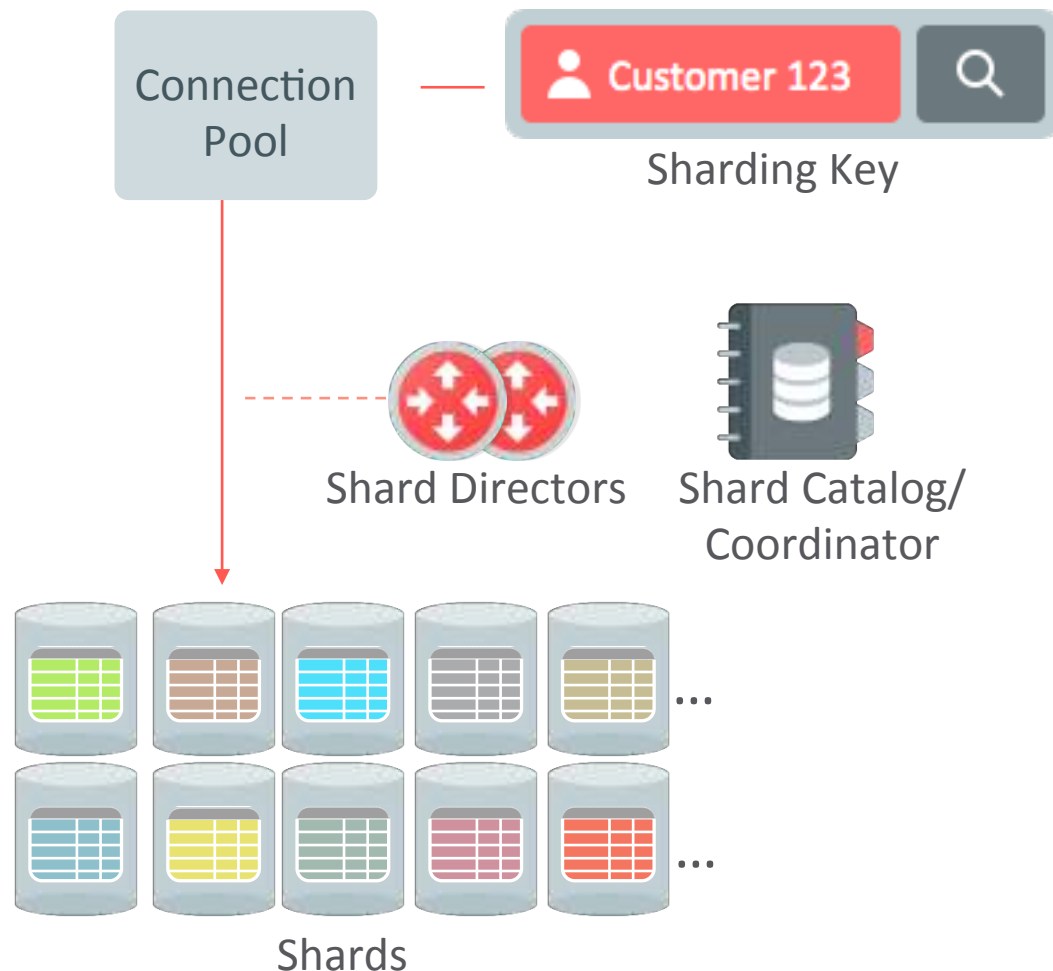 Connection
Pool
Customer 123
Sharding Key
Shard Directors
Shard Catalog/
Coordinator
...
...
Shards